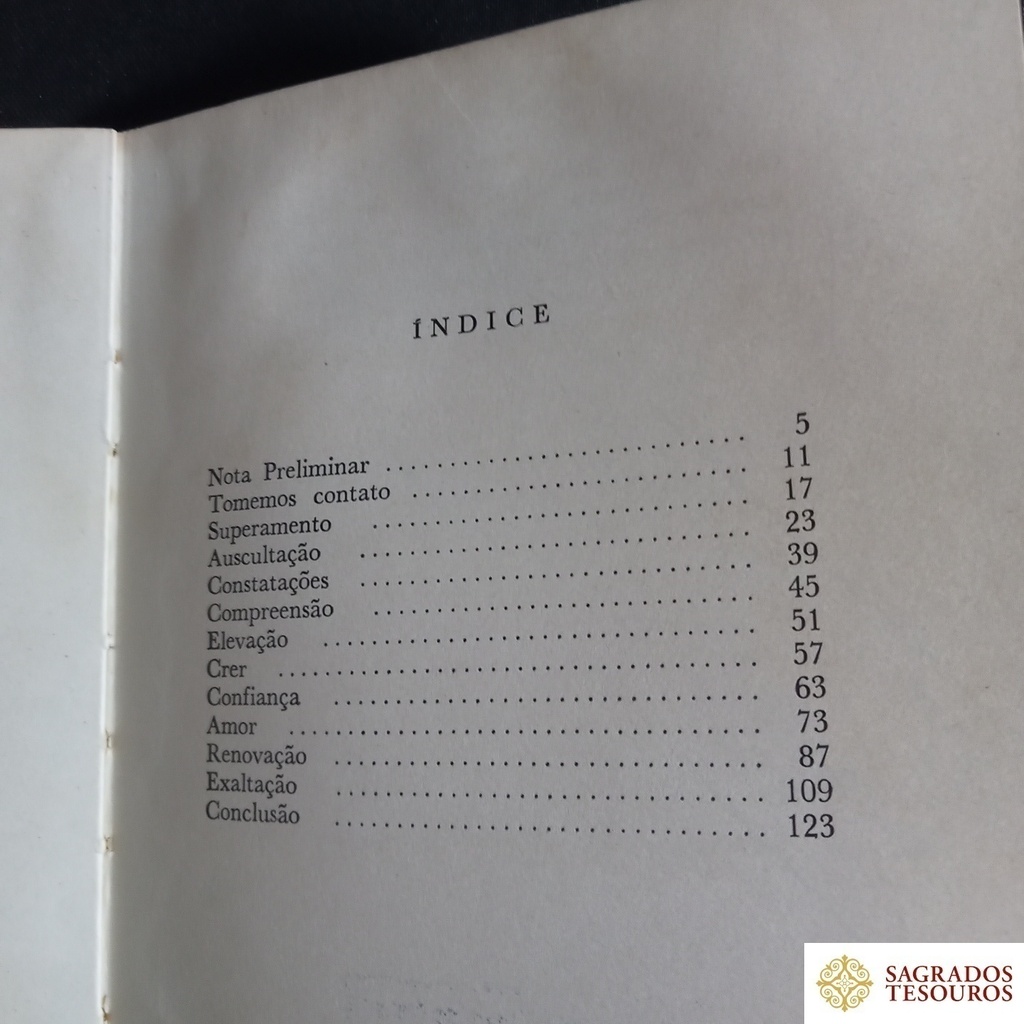 ÍNDICE
Nota Preliminar ........................... 5
Tomemos contato ........................... 11
Superamento ........................... 17
Auscultação ........................... 23
Constatações ........................... 39
Compreensão ........................... 45
Elevação ........................... 51
Crer ........................... 57
Confiança ........................... 63
Amor ........................... 73
Renovação ........................... 87
Exaltação ........................... 109
Conclusão ........................... 123
SAGRADOS
TESOUROS